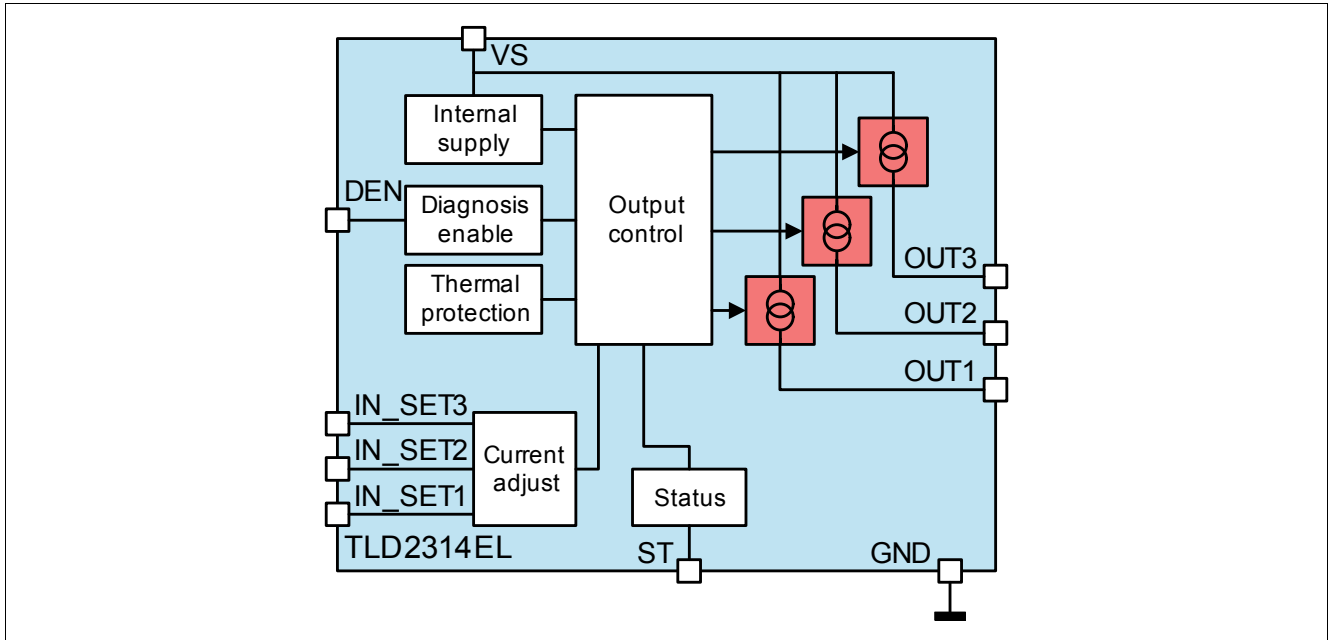 VS
Internal
supply
DEN
Diagnosis
enable
Output
control
Thermal
protection
OUT3
OUT2
OUT1
IN_SET3
IN_SET2
IN_SET1
Current
adjust
Status
TLD2314EL
ST
GND